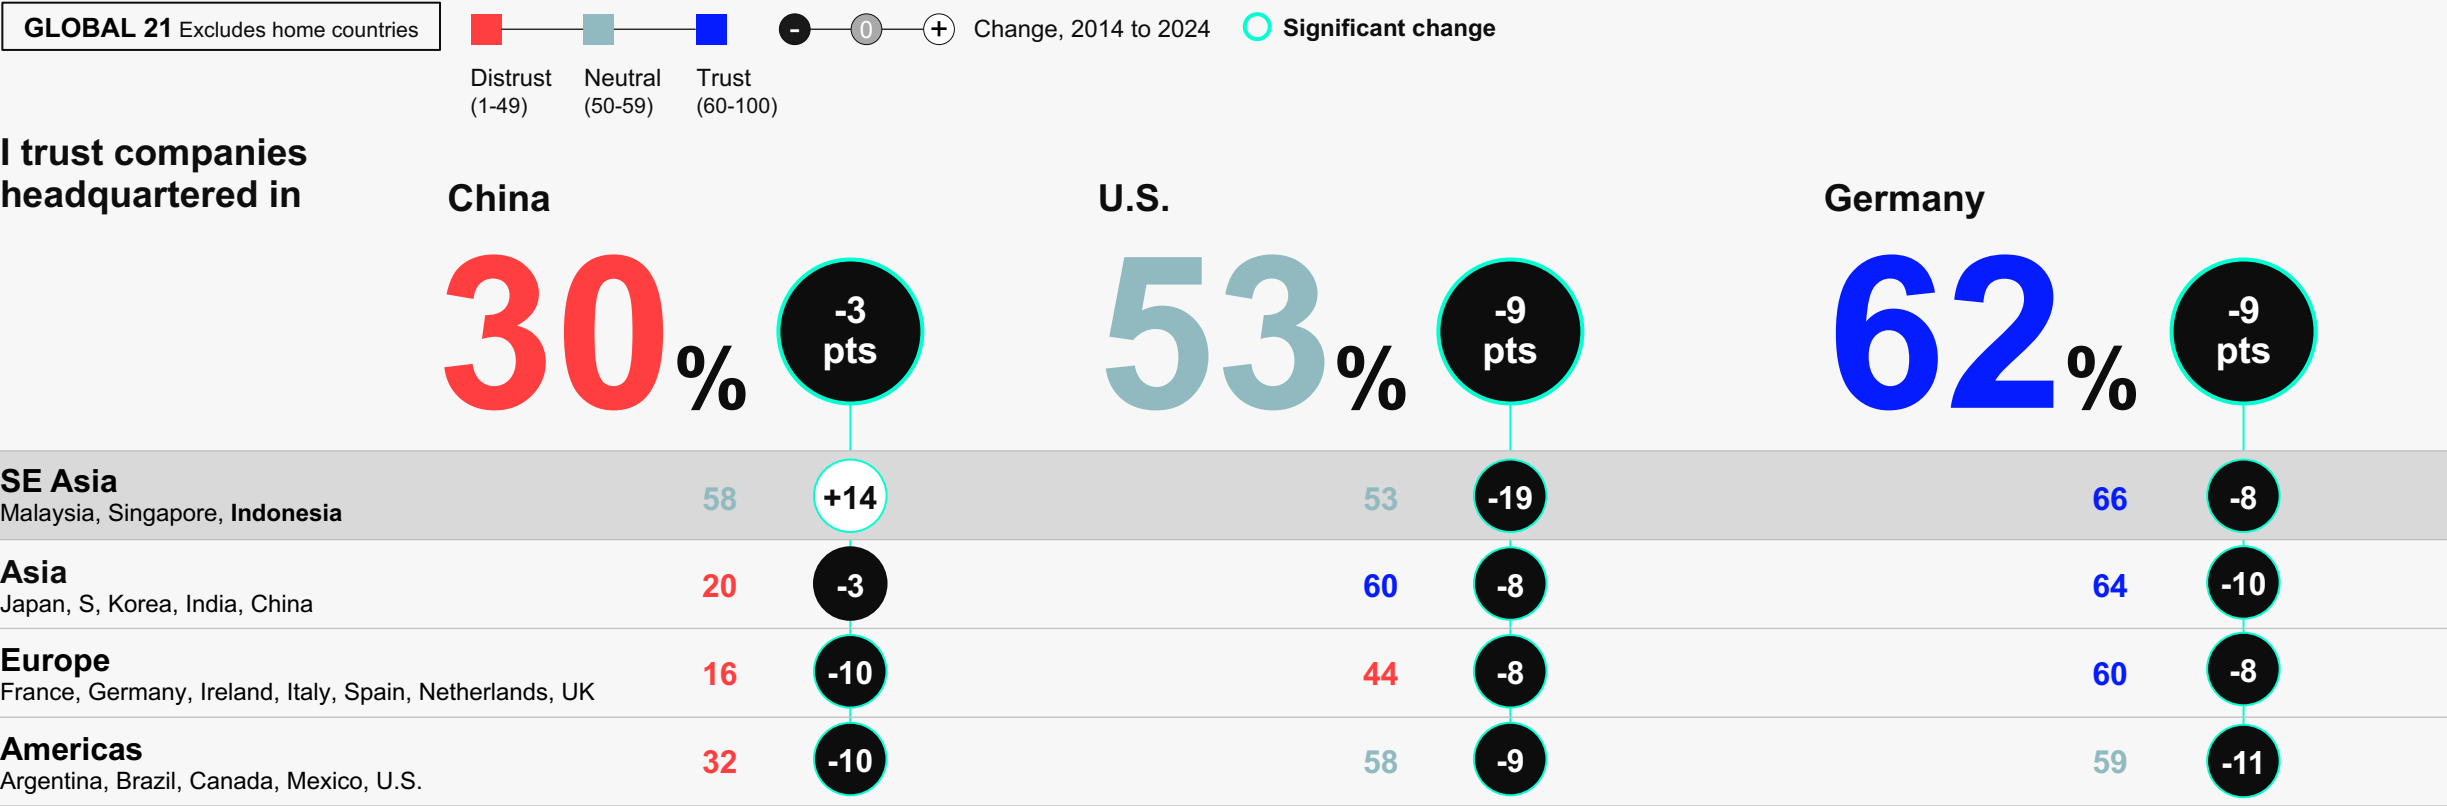 GLOBAL 21 Excludes home countries
- 0 + Change, 2014 to 2024
Significant change
Distrust Neutral Trust
(1-49) (50-59) (60-100)
I trust companies
headquartered in
China U.S. Germany
30% -3 pts 53% -9 pts 62% -9 pts
SE Asia
Malaysia, Singapore, Indonesia
58 +14 53 -19 66 -8
Asia
Japan, S, Korea, India, China
20 -3 60 -8 64 -10
Europe
France, Germany, Ireland, Italy, Spain, Netherlands, UK
16 -10 44 -8 60 -8
Americas
Argentina, Brazil, Canada, Mexico, U.S.
32 -10 58 -9 59 -11